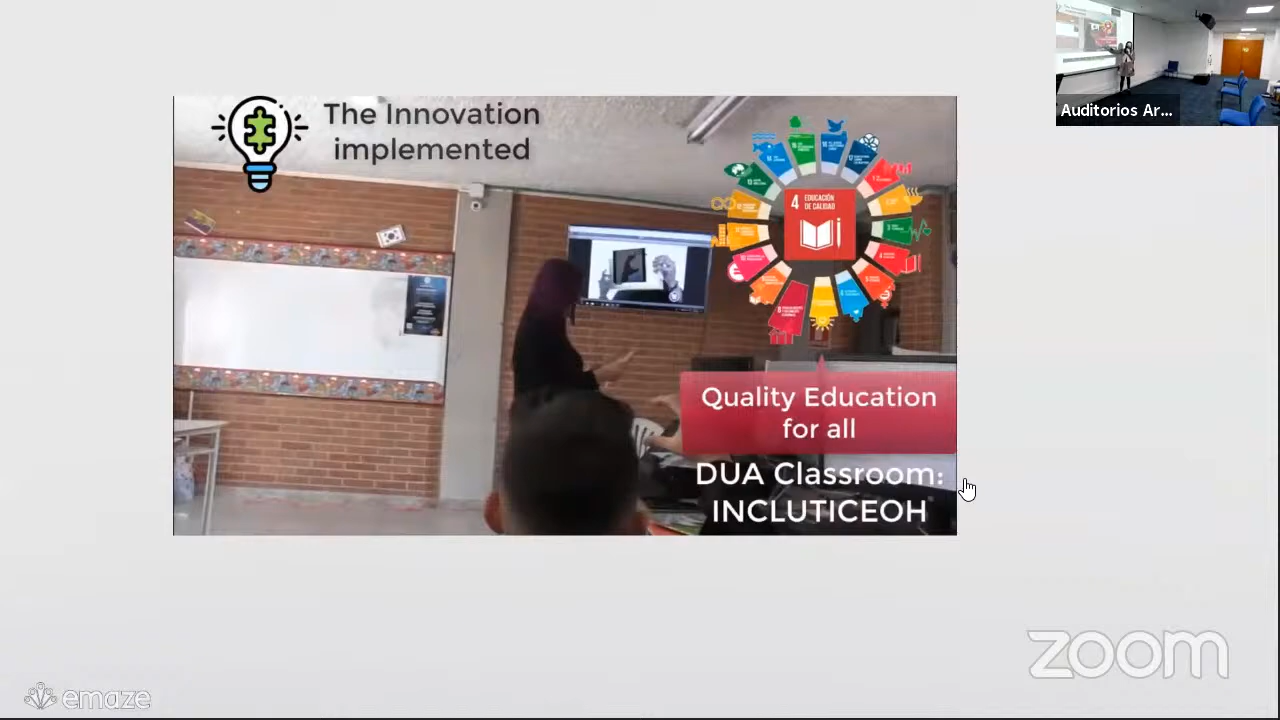 The Innovation
implemented
4 EDUCACIÓN
DE CALIDAD
Quality Education
for all
DUA Classroom:
INCLUTICEOH
Auditorios Ar...
zoom
emaze